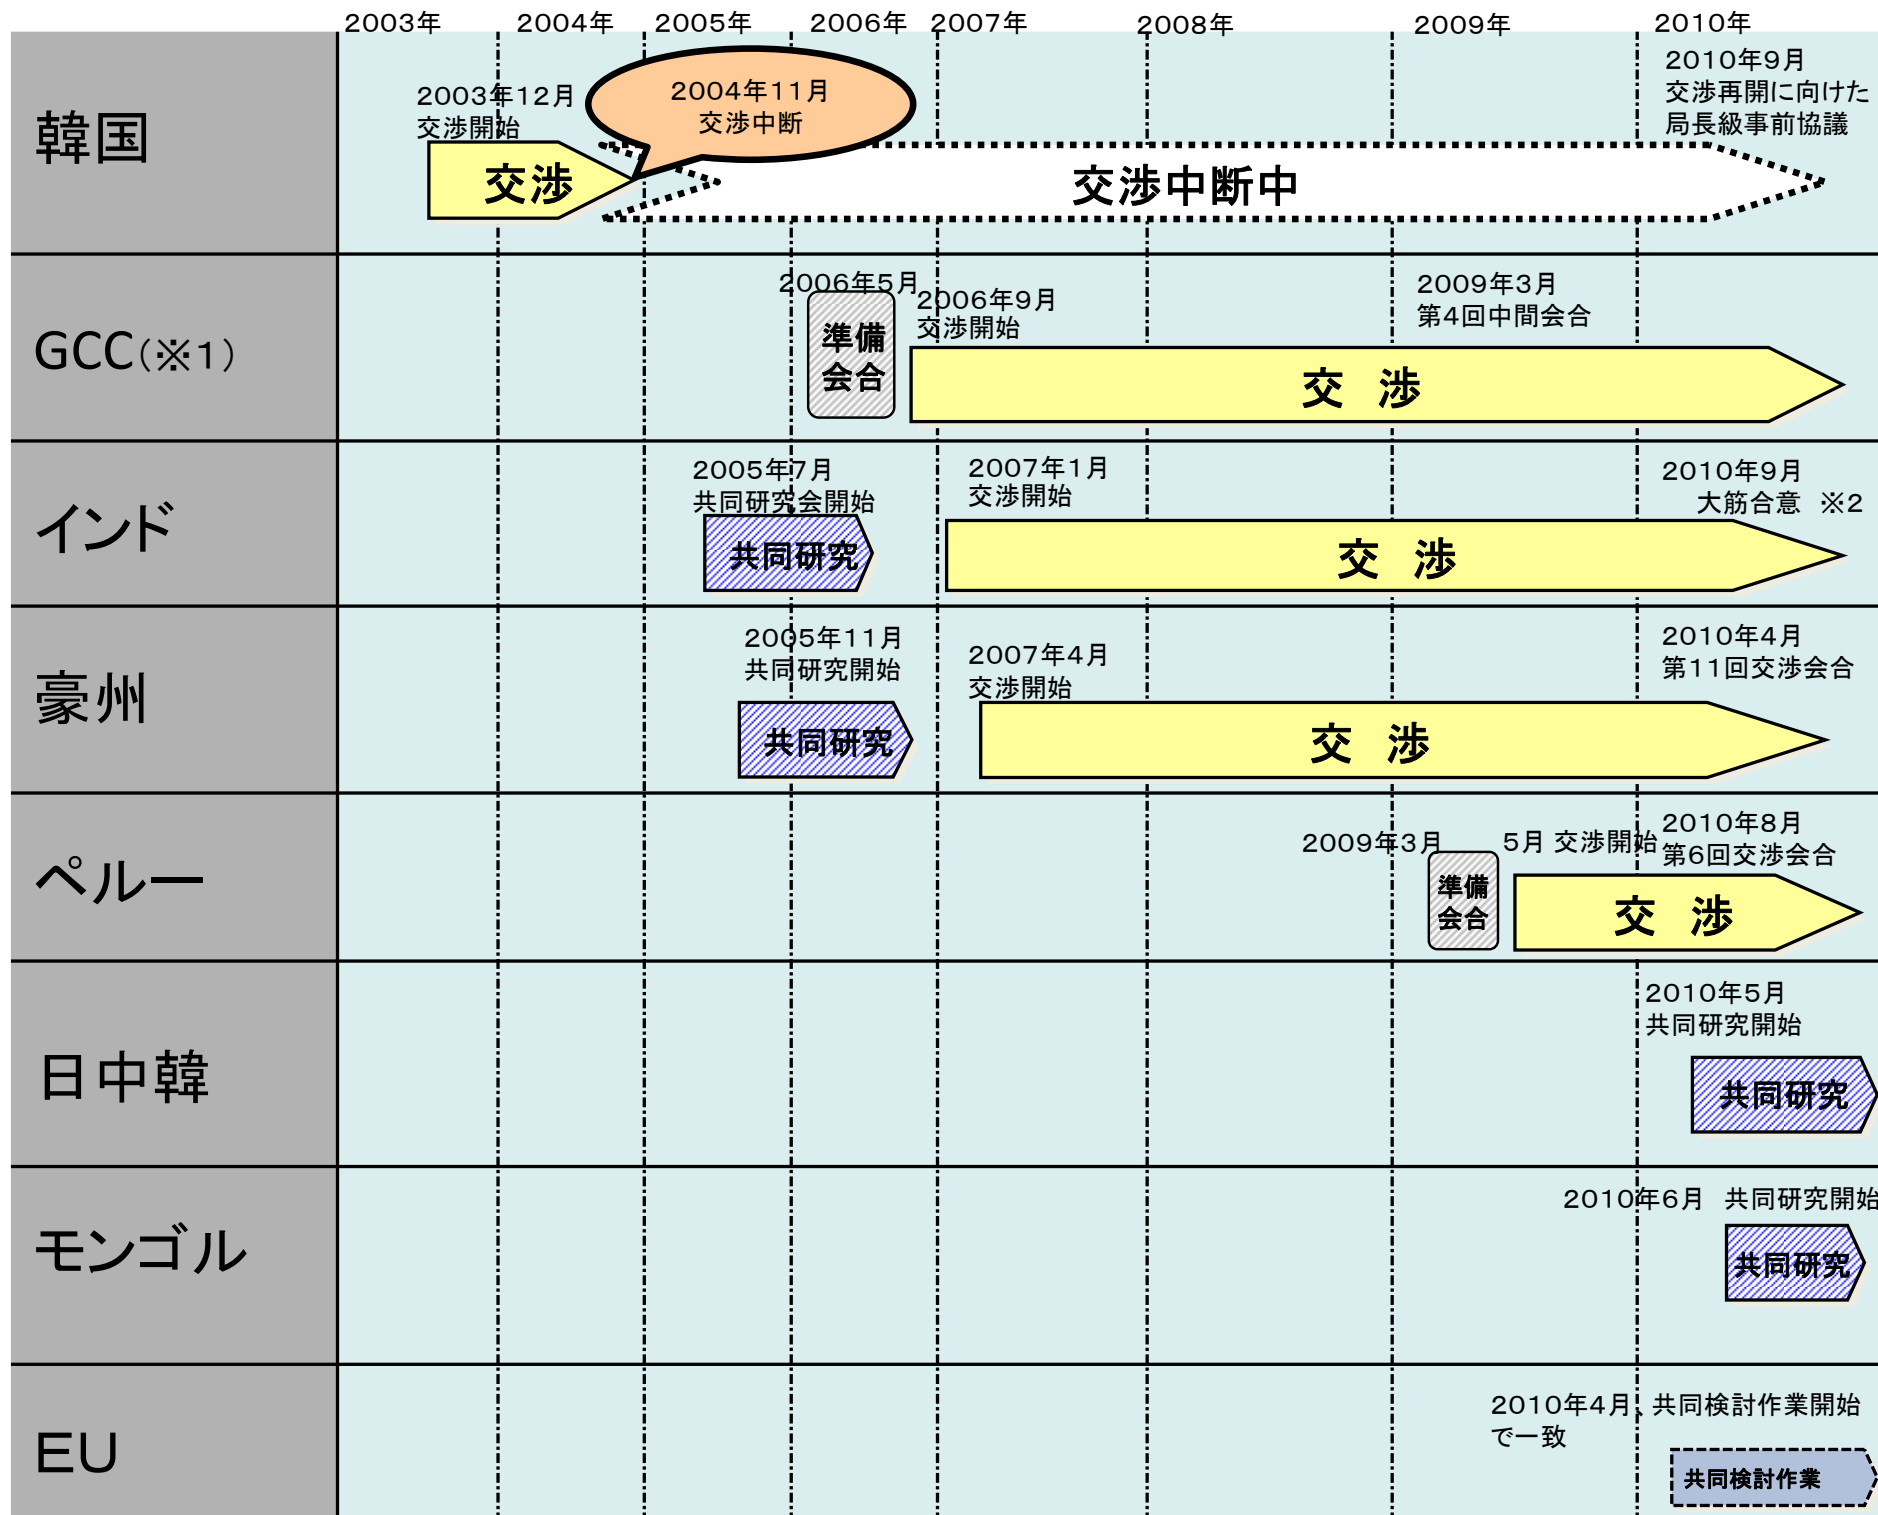 2003年 2004年 2005年 2006年 2007年 2008年 2009年 2010年
韓国
2003年12月
交渉開始
交渉
2004年11月
交渉中断
交渉中断中
2010年9月
交渉再開に向けた
局長級事前協議
GCC(※1)
2006年5月
準備
会合
2006年9月
交渉開始
2009年3月
第4回中間会合
交 渉
インド
2005年7月
共同研究会開始
共同研究
2007年1月
交渉開始
2010年9月
大筋合意 ※2
交 渉
豪州
2005年11月
共同研究開始
共同研究
2007年4月
交渉開始
2010年4月
第11回交渉会合
交 渉
ペルー
2009年3月
準備
会合
5月 交渉開始
2010年8月
第6回交渉会合
交 渉
日中韓
2010年5月
共同研究開始
共同研究
モンゴル
2010年6月 共同研究開始
共同研究
EU
2010年4月、共同検討作業開始
で一致
共同検討作業